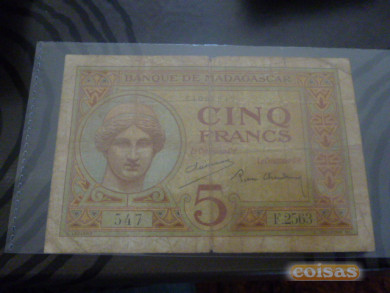 BANQUE DE MADAGASCAR
CINQ
FRANCS
547
5
F.2563
coisas